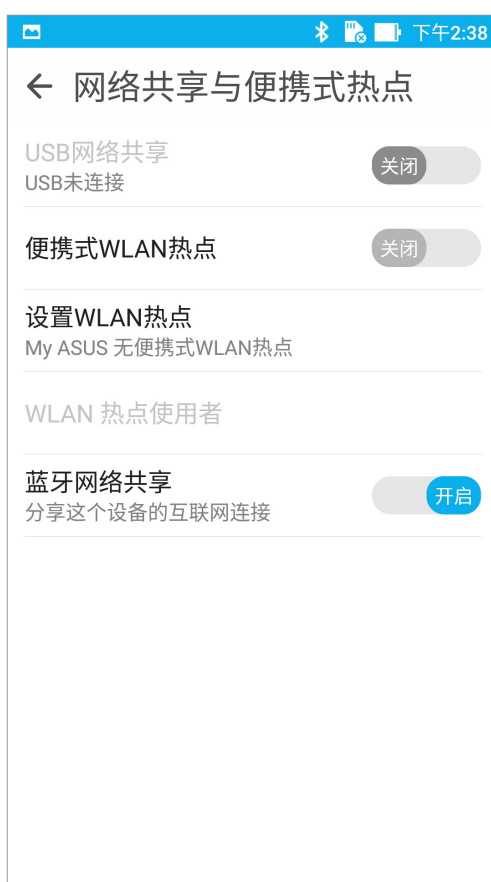 下午2:38
网络共享与便携式热点
USB网络共享
USB未连接
关闭
便携式WLAN热点
关闭
设置WLAN热点
My ASUS 无便携式WLAN热点
WLAN 热点使用者
蓝牙网络共享
分享这个设备的互联网连接
开启